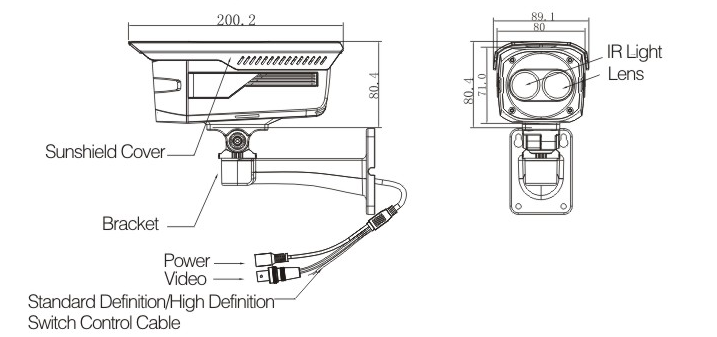 200.2
89.1
80
IR Light
Lens
80.4
80.4
71.0
Sunshield Cover
Bracket
Power
Video
Standard Definition/High Definition
Switch Control Cable